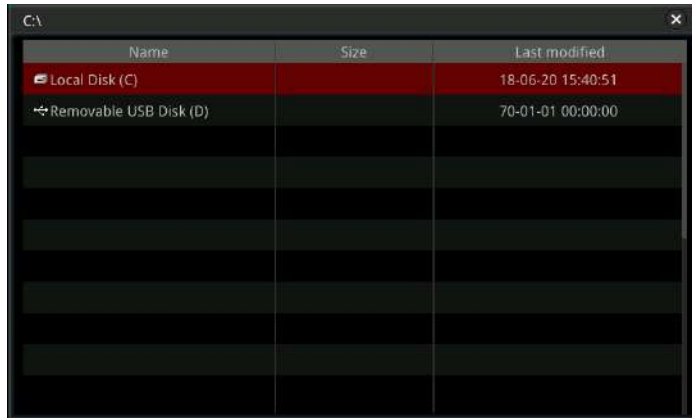 C:\
Name Size Last modified
Local Disk (C) 18-06-20 15:40:51
Removable USB Disk (D) 70-01-01 00:00:00